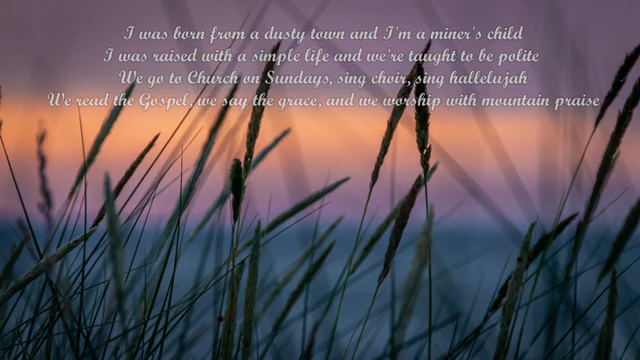 I was born from a dusty town and I'm a miner's child
I was raised with a simple life and we're taught to be polite
We go to Church on Sundays, sing choir, sing hallelujah
We read the Gospel, we say the grace, and we worship with mountain praise